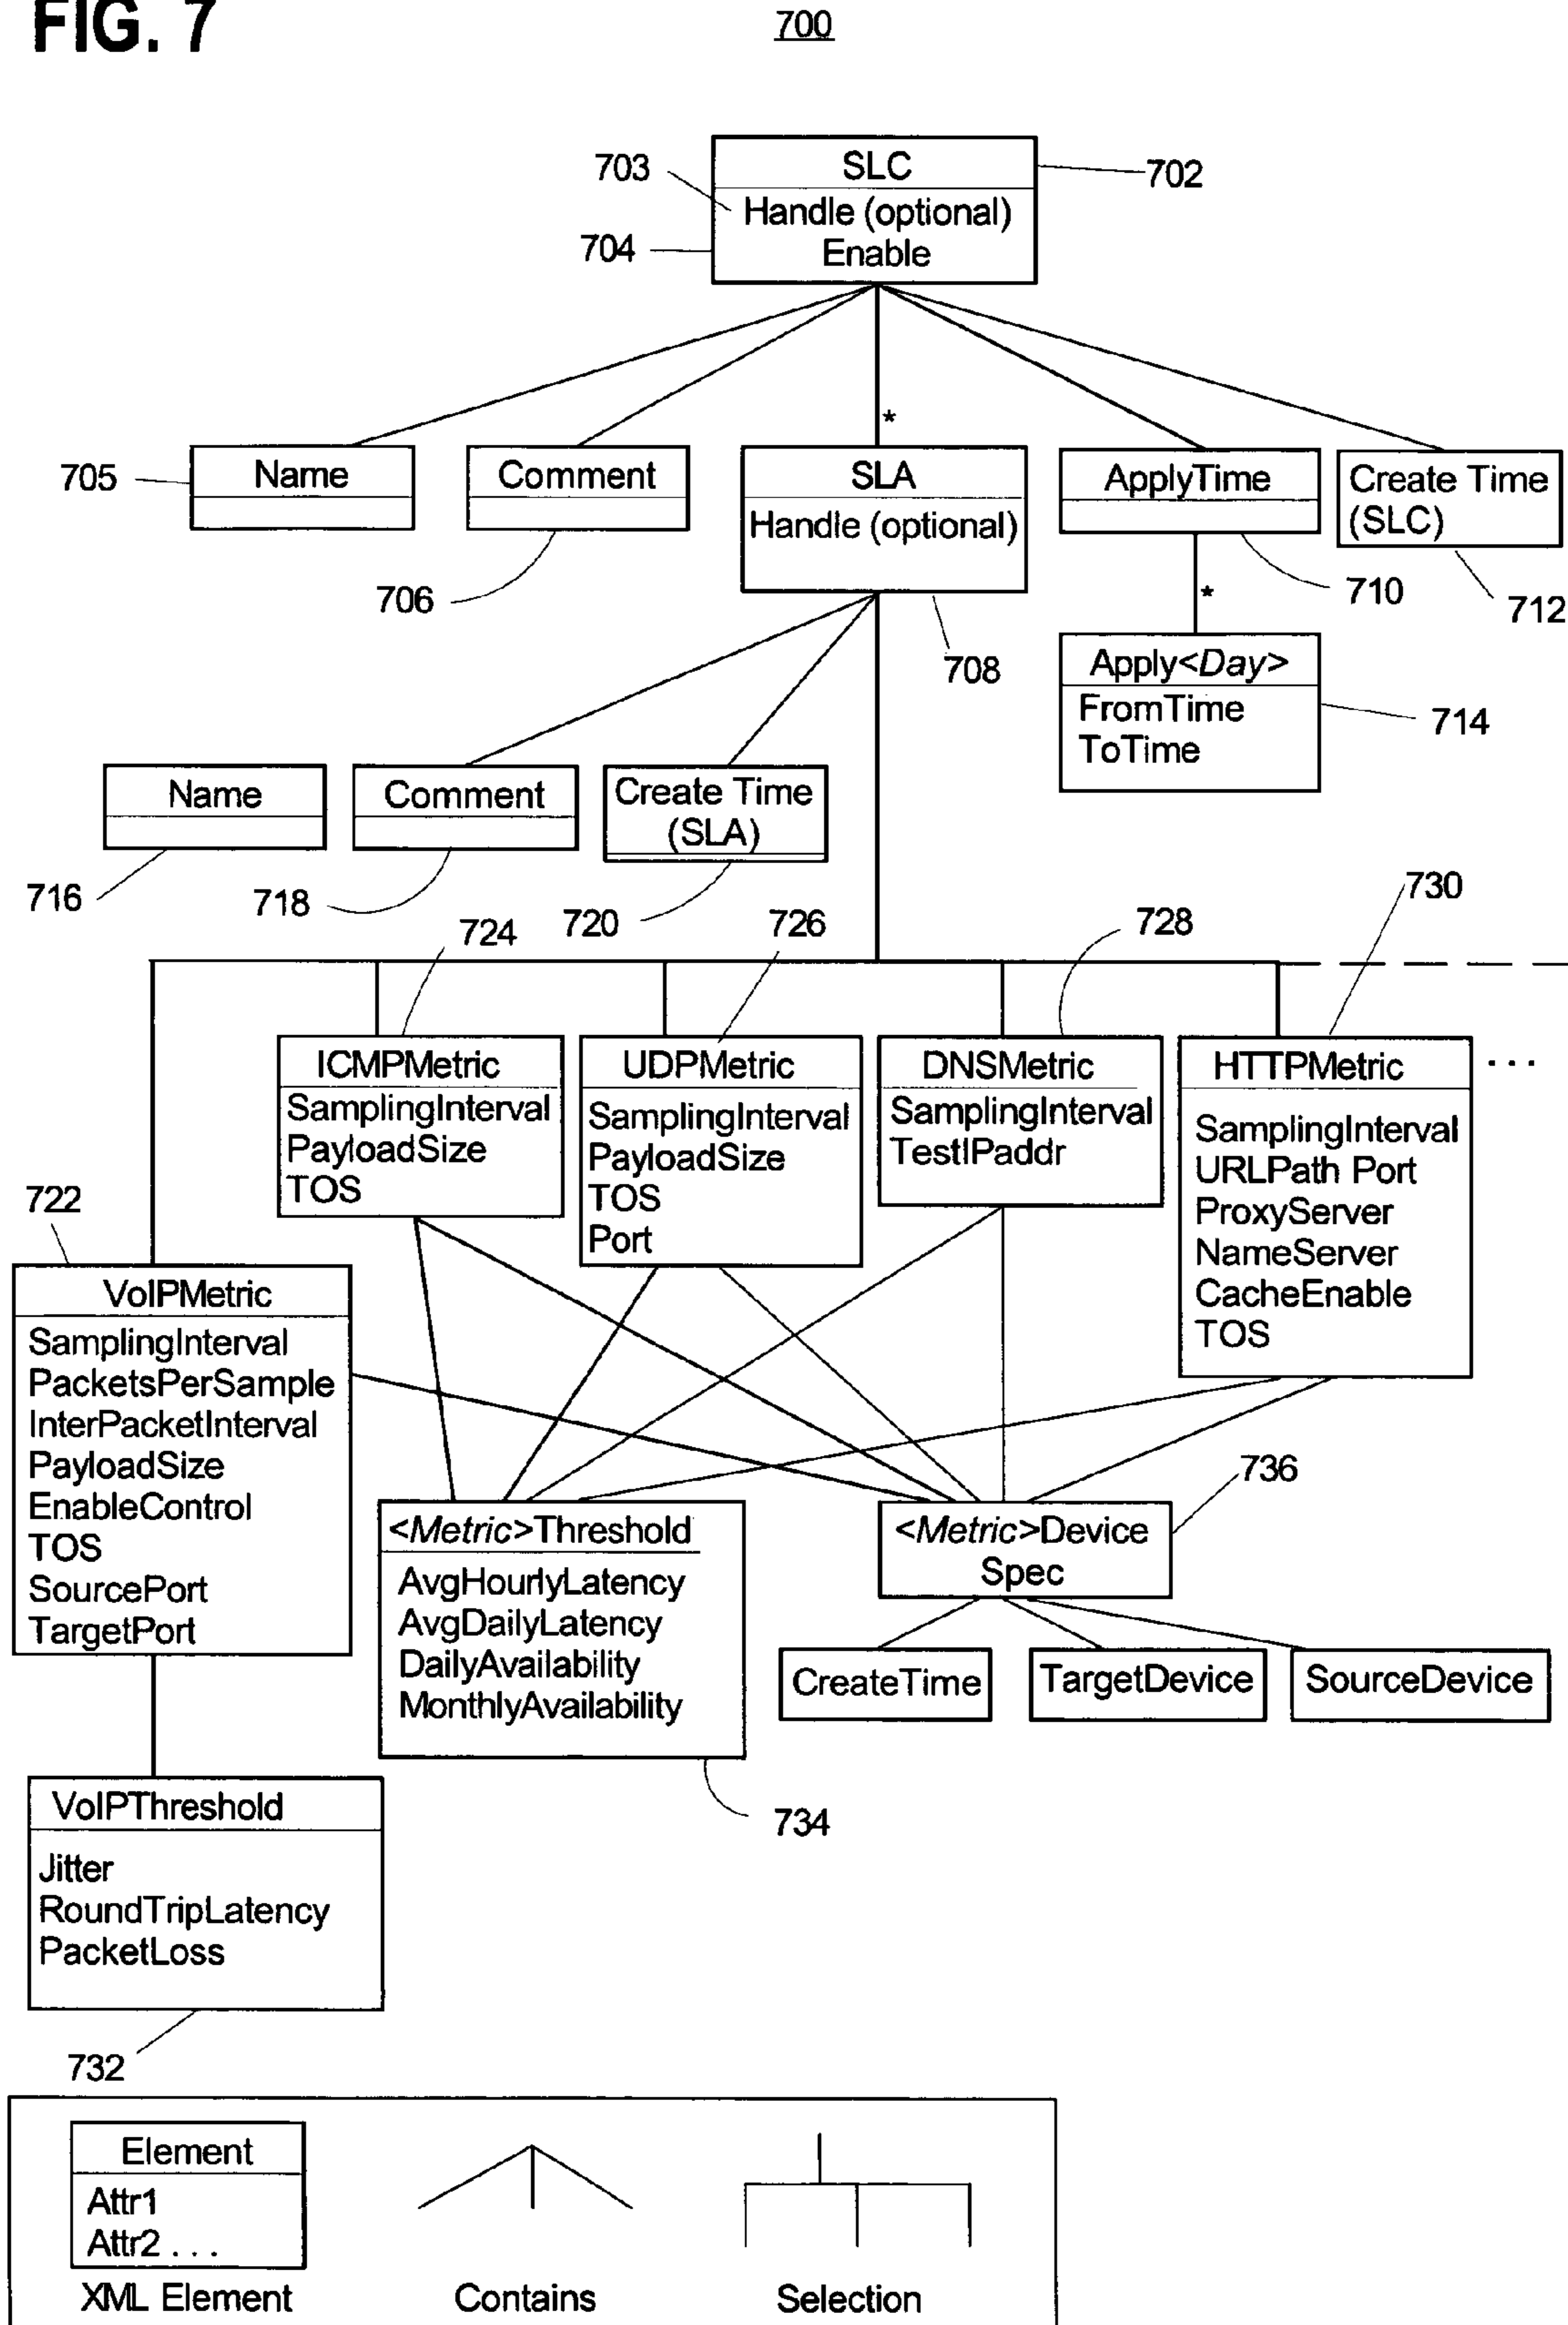 FIG. 7
700
703
SLC
702
Handle (optional)
704
Enable
*
705
Name
Comment
SLA
ApplyTime
Create Time
(SLC)
Handle (optional)
706
*
710
712
708
Apply<Day>
FromTime
ToTime
714
Name
Comment
Create Time
(SLA)
716
718
720
724
726
728
730
ICMPMetric
SamplingInterval
PayloadSize
TOS
UDPMetric
SamplingInterval
PayloadSize
TOS
Port
DNSMetric
SamplingInterval
TestIPaddr
HTTPMetric
SamplingInterval
URLPath Port
ProxyServer
NameServer
CacheEnable
TOS
...
722
VoIPMetric
SamplingInterval
PacketsPerSample
InterPacketInterval
PayloadSize
EnableControl
TOS
SourcePort
TargetPort
736
<Metric>Threshold
AvgHourlyLatency
AvgDailyLatency
DailyAvailability
MonthlyAvailability
<Metric>Device
Spec
CreateTime
TargetDevice
SourceDevice
734
VoIPThreshold
Jitter
RoundTripLatency
PacketLoss
732
Element
Attr1
Attr2 . . .
XML Element
Contains
Selection